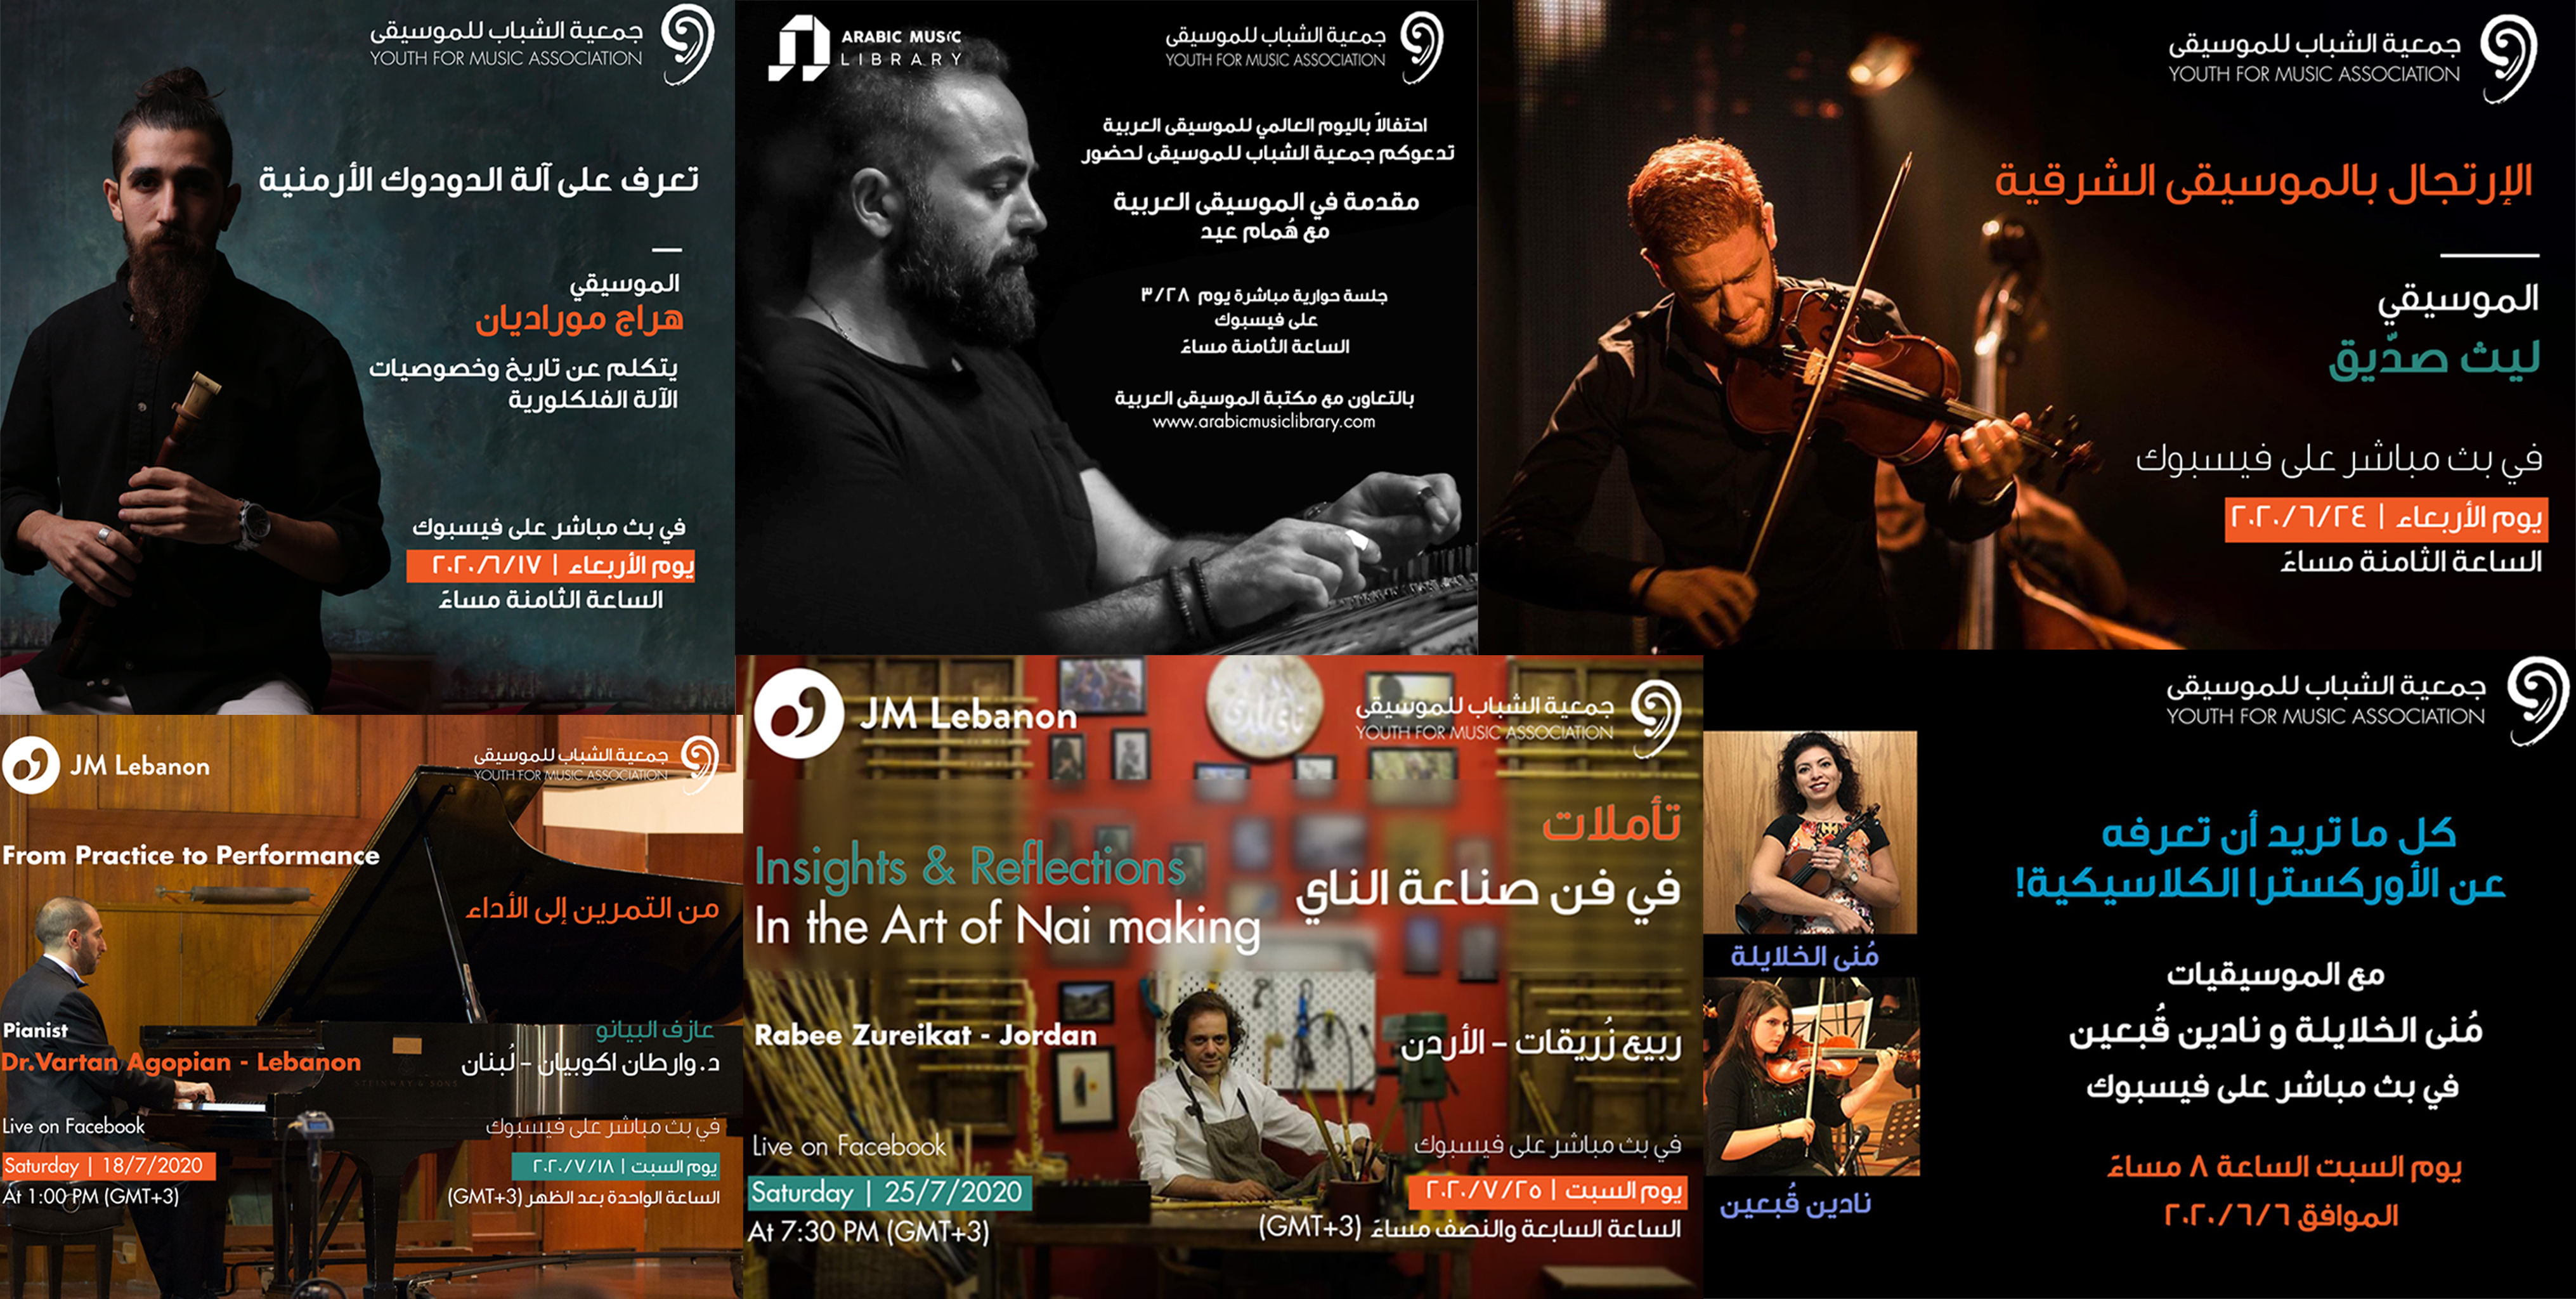 جمعية الشباب للموسيقى
YOUTH FOR MUSIC ASSOCIATION
تعرف على آلة الدودوك الأرمنية
الموسيقي
هراج موراديان
يتكلم عن تاريخ وخصوصيات
الآلة الفلكلورية
في بث مباشر على فيسبوك
يوم الأربعاء | ٢٠٢٠/٦/١٧
الساعة الثامنة مساءً
ARABIC MUSIC
LIBRARY
جمعية الشباب للموسيقى
YOUTH FOR MUSIC ASSOCIATION
احتفالاً باليوم العالمي للموسيقى العربية
تدعوكم جمعية الشباب للموسيقى لحضور
مقدمة في الموسيقى العربية
مع هُمام عيد
جلسة حوارية مباشرة يوم ٣/٢٨
على فيسبوك
الساعة الثامنة مساءً
بالتعاون مع مكتبة الموسيقى العربية
www.arabicmusiclibrary.com
جمعية الشباب للموسيقى
YOUTH FOR MUSIC ASSOCIATION
الإرتجال بالموسيقى الشرقية
الموسيقي
ليث صدّيق
في بث مباشر على فيسبوك
يوم الأربعاء | ٢٠٢٠/٦/٢٤
الساعة الثامنة مساءً
JM Lebanon
جمعية الشباب للموسيقى
YOUTH FOR MUSIC ASSOCIATION
From Practice to Performance
من التمرين إلى الأداء
Pianist
Dr.Vartan Agopian - Lebanon
عازف البيانو
د.وارطان اكوبيان - لُبنان
STEINWAY & SONS
Live on Facebook
Saturday | 18/7/2020
At 1:00 PM (GMT+3)
في بث مباشر على فيسبوك
يوم السبت | ٢٠٢٠/٧/١٨
الساعة الواحدة بعد الظهر (GMT+3)
JM Lebanon
جمعية الشباب للموسيقى
YOUTH FOR MUSIC ASSOCIATION
Insights & Reflections
In the Art of Nai making
تأملات
في فن صناعة الناي
Rabee Zureikat - Jordan
ربيع زُريقات - الأردن
Live on Facebook
Saturday | 25/7/2020
At 7:30 PM (GMT+3)
في بث مباشر على فيسبوك
يوم السبت | ٢٠٢٠/٧/٢٥
الساعة السابعة والنصف مساءً (GMT+3)
جمعية الشباب للموسيقى
YOUTH FOR MUSIC ASSOCIATION
كل ما تريد أن تعرفه
عن الأوركسترا الكلاسيكية!
مع الموسيقيات
مُنى الخلايلة و نادين قُبعين
في بث مباشر على فيسبوك
يوم السبت الساعة ٨ مساءً
الموافق ٢٠٢٠/٦/٦
مُنى الخلايلة
نادين قُبعين